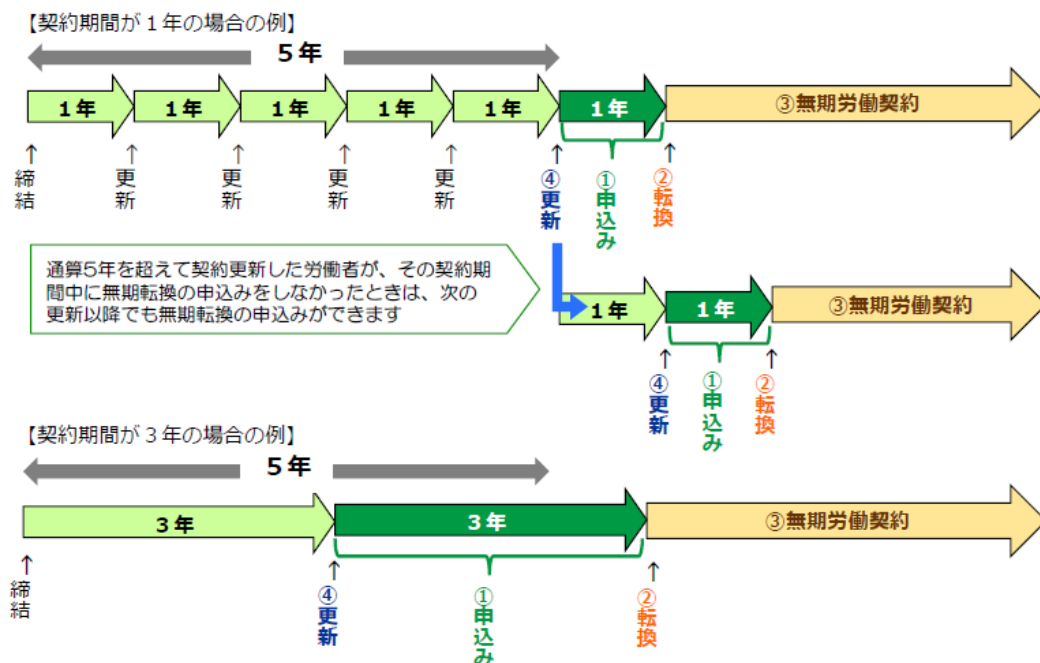 【契約期間が1年の場合の例】
5年
1年
1年
1年
1年
1年
1年
③無期労働契約
↑締結
↑更新
↑更新
↑更新
↑更新
↑④更新
①申込み
↑②転換
通算5年を超えて契約更新した労働者が、その契約期
間中に無期転換の申込みをしなかったときは、次の
更新以降でも無期転換の申込みができます
1年
1年
③無期労働契約
↑④更新
①申込み
↑②転換
【契約期間が3年の場合の例】
5年
3年
3年
③無期労働契約
↑締結
↑④更新
①申込み
↑②転換